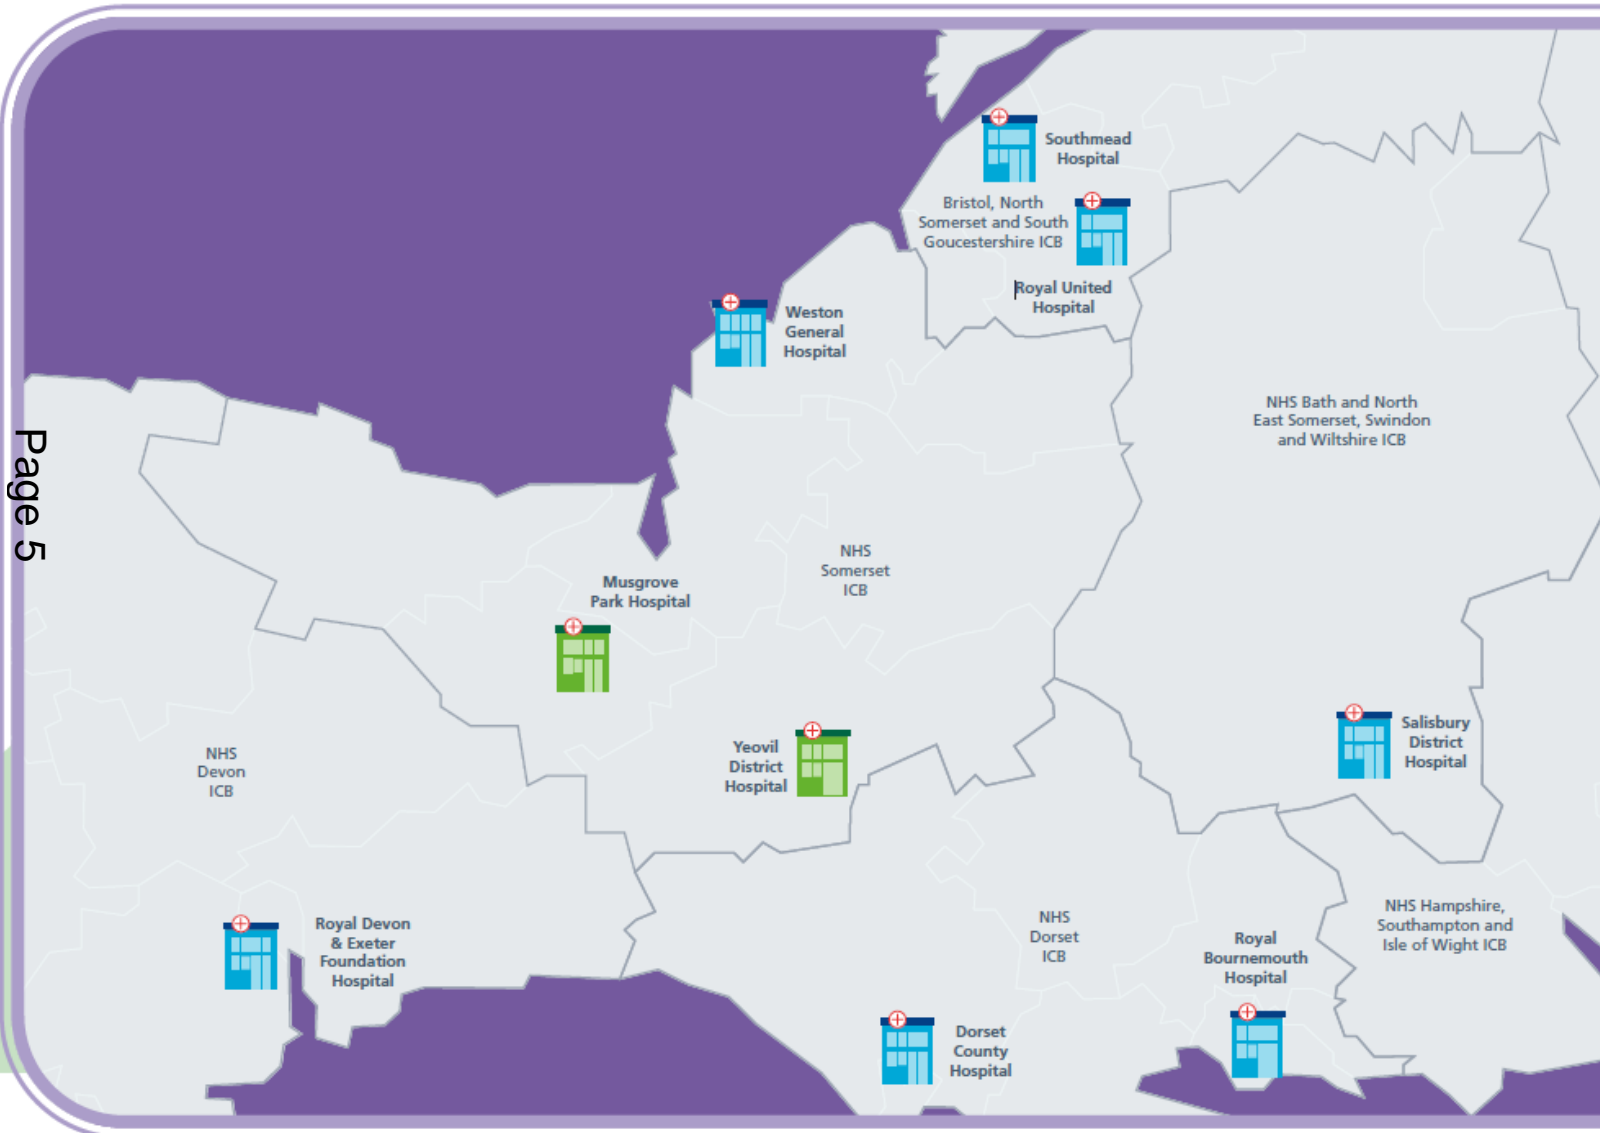 Southmead
Hospital
Bristol, North
Somerset and South
Goucestershire ICB
Royal United
Hospital
Weston
General
Hospital
NHS Bath and North
East Somerset, Swindon
and Wiltshire ICB
Page 5
NHS
Somerset
ICB
Musgrove
Park Hospital
Yeovil
District
Hospital
Salisbury
District
Hospital
NHS
Devon
ICB
NHS Hampshire,
Southampton and
Isle of Wight ICB
NHS
Dorset
ICB
Royal Devon
& Exeter
Foundation
Hospital
Royal
Bournemouth
Hospital
Dorset
County
Hospital